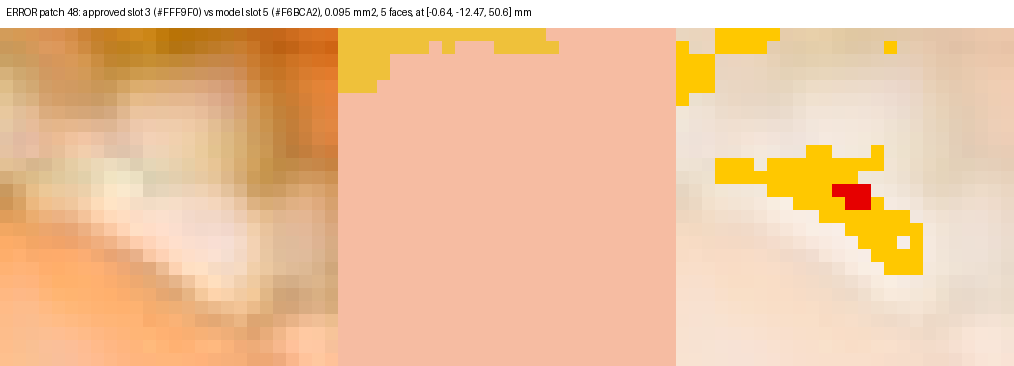 ERROR patch 48: approved slot 3 (#FFF9F0) vs model slot 5 (#F6BCA2), 0.095 mm2, 5 faces, at [-0.64, -12.47, 50.6] mm